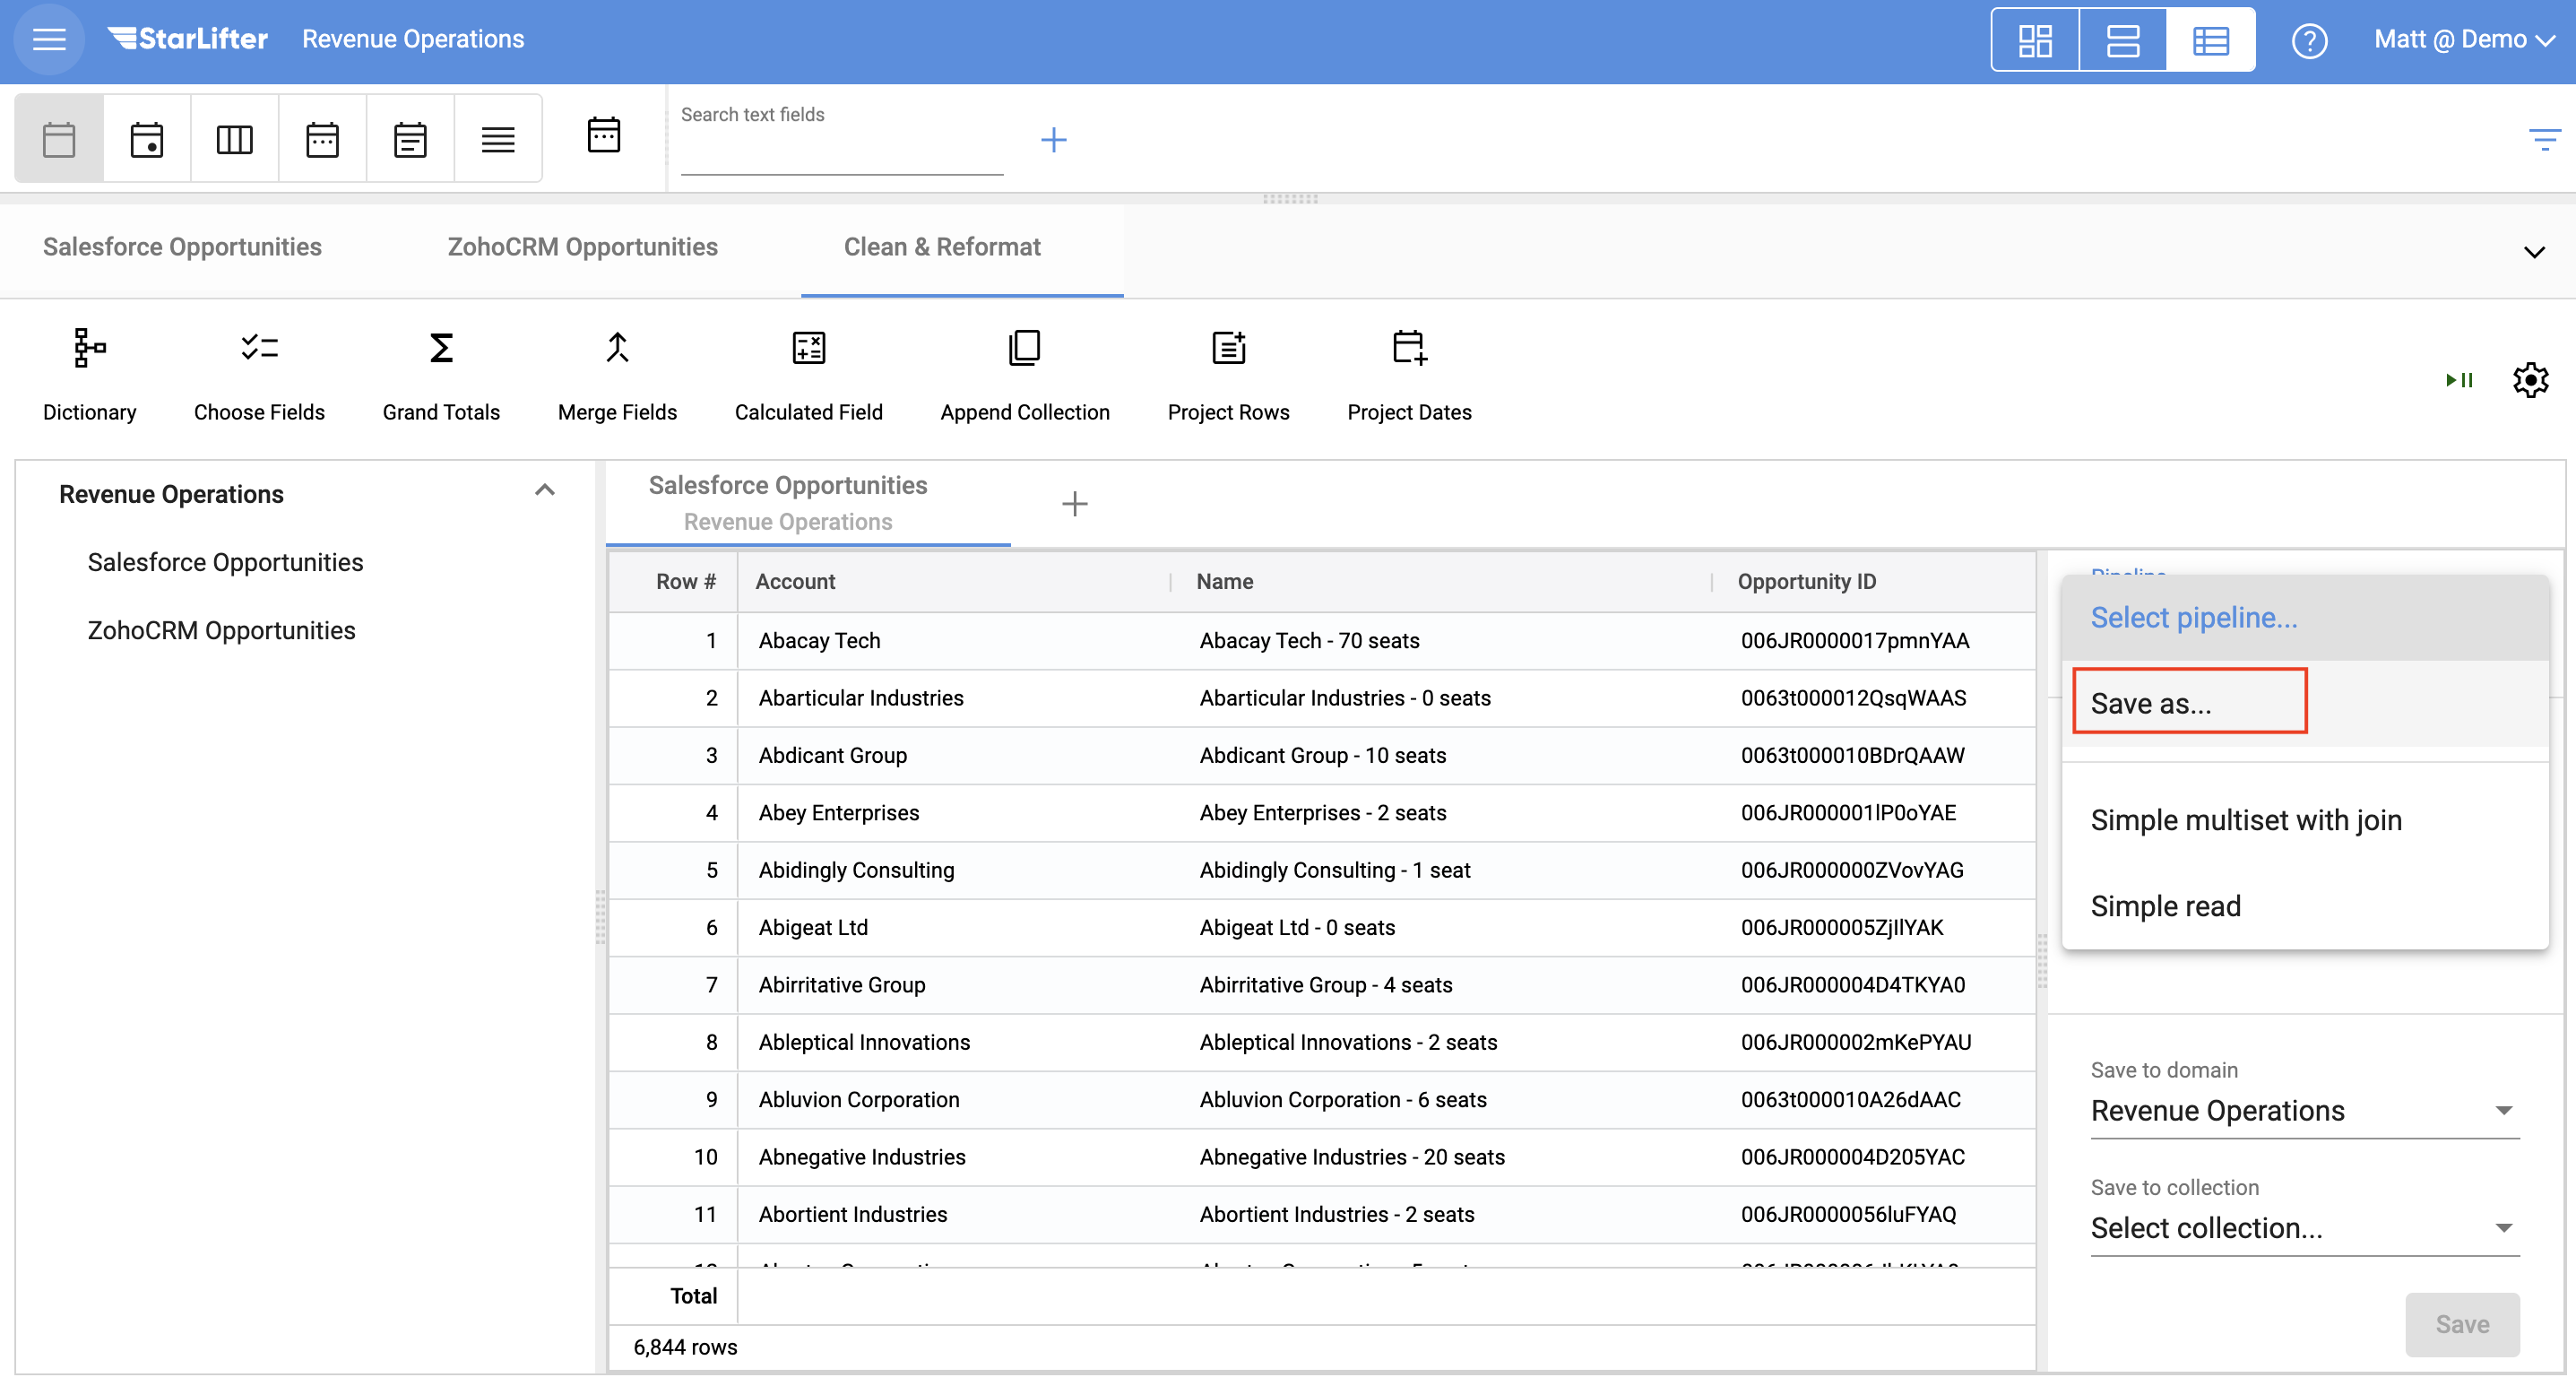 StarLifter Revenue Operations
Matt @ Demo
Search text fields
Salesforce Opportunities ZohoCRM Opportunities Clean & Reformat
Dictionary Choose Fields Grand Totals Merge Fields Calculated Field Append Collection Project Rows Project Dates
Revenue Operations
Salesforce Opportunities
ZohoCRM Opportunities
Salesforce Opportunities
Revenue Operations
Row # Account Name Opportunity ID
1 Abacay Tech Abacay Tech - 70 seats 006JR0000017pmnYAA
2 Abarticular Industries Abarticular Industries - 0 seats 0063t000012QsqWAAS
3 Abdicant Group Abdicant Group - 10 seats 0063t000010BDrQAAW
4 Abey Enterprises Abey Enterprises - 2 seats 006JR000001lP0oYAE
5 Abidingly Consulting Abidingly Consulting - 1 seat 006JR000000ZVovYAG
6 Abigeat Ltd Abigeat Ltd - 0 seats 006JR000005ZjIlYAK
7 Abirritative Group Abirritative Group - 4 seats 006JR000004D4TKYA0
8 Ableptical Innovations Ableptical Innovations - 2 seats 006JR000002mKePYAU
9 Abluvion Corporation Abluvion Corporation - 6 seats 0063t000010A26dAAC
10 Abnegative Industries Abnegative Industries - 20 seats 006JR000004D205YAC
11 Abortient Industries Abortient Industries - 2 seats 006JR0000056luFYAQ
Total
6,844 rows
Pipeline
Select pipeline...
Save as...
Simple multiset with join
Simple read
Save to domain
Revenue Operations
Save to collection
Select collection...
Save